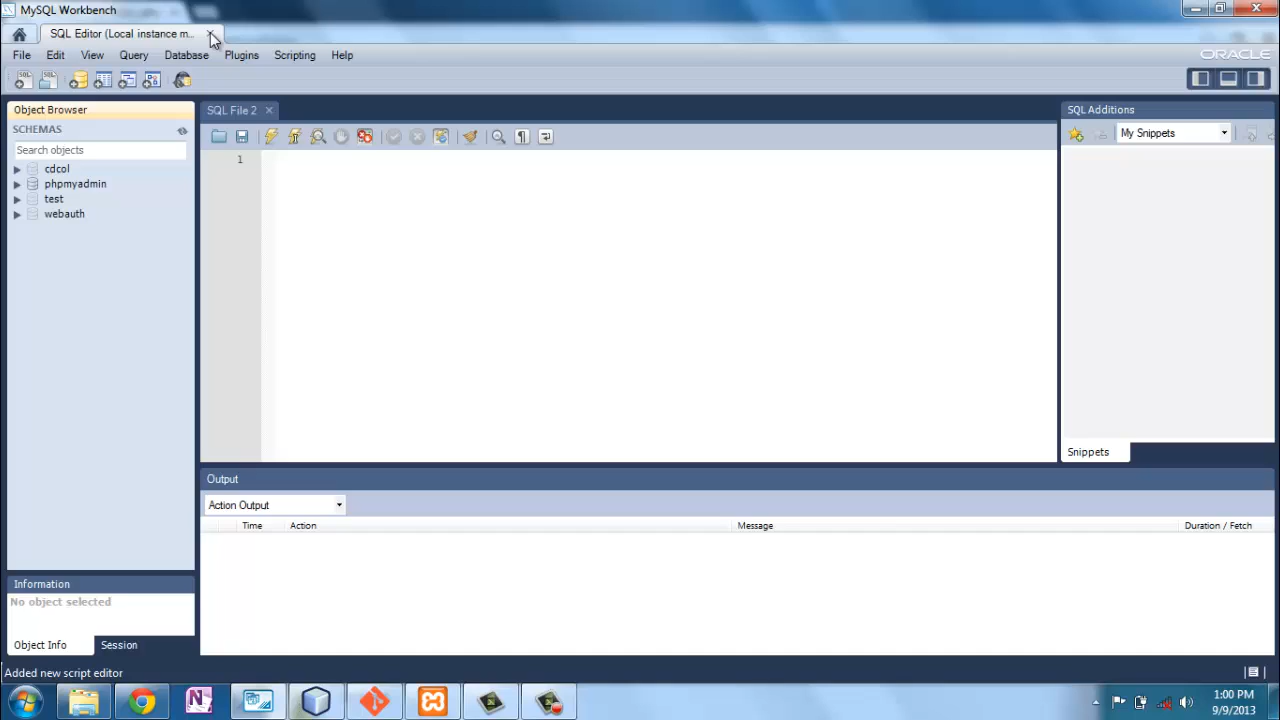 MySQL Workbench
SQL Editor (Local instance m...
File Edit View Query Database Plugins Scripting Help
ORACLE
Object Browser
SCHEMAS
Search objects
cdcol
phpmyadmin
test
webauth
SQL File 2
1
SQL Additions
My Snippets
Snippets
Output
Action Output
Time Action Message Duration / Fetch
Information
No object selected
Object Info Session
Added new script editor
1:00 PM
9/9/2013